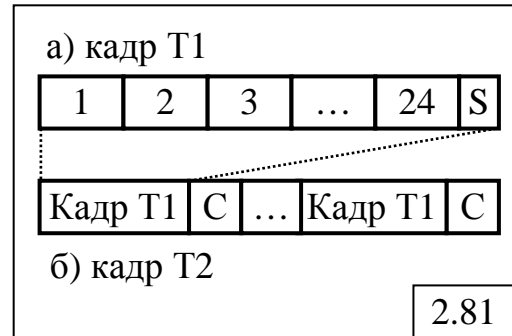 а) кадр Т1
1 2 3 … 24 S
Кадр Т1 С … Кадр Т1 С
б) кадр Т2
2.81